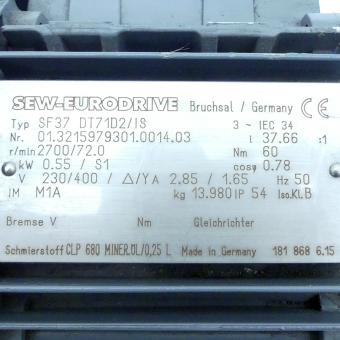 SEW-EURODRIVE Bruchsal / Germany CE
Typ SF37 DT71D2/IS 3 ~ IEC 34
Nr. 01.3215979301.0014.03 i 37.66 :1
r/min 2700/72.0 Nm 60
kW 0.55 / S1 cosφ 0.78
V 230/400 / △/Y A 2.85 / 1.65 Hz 50
IM M1A kg 13.980 IP 54 Iso.Kl. B
Bremse V Nm Gleichrichter
Schmierstoff CLP 680 MINER.ÖL/0,25 L Made in Germany 181 868 6.15